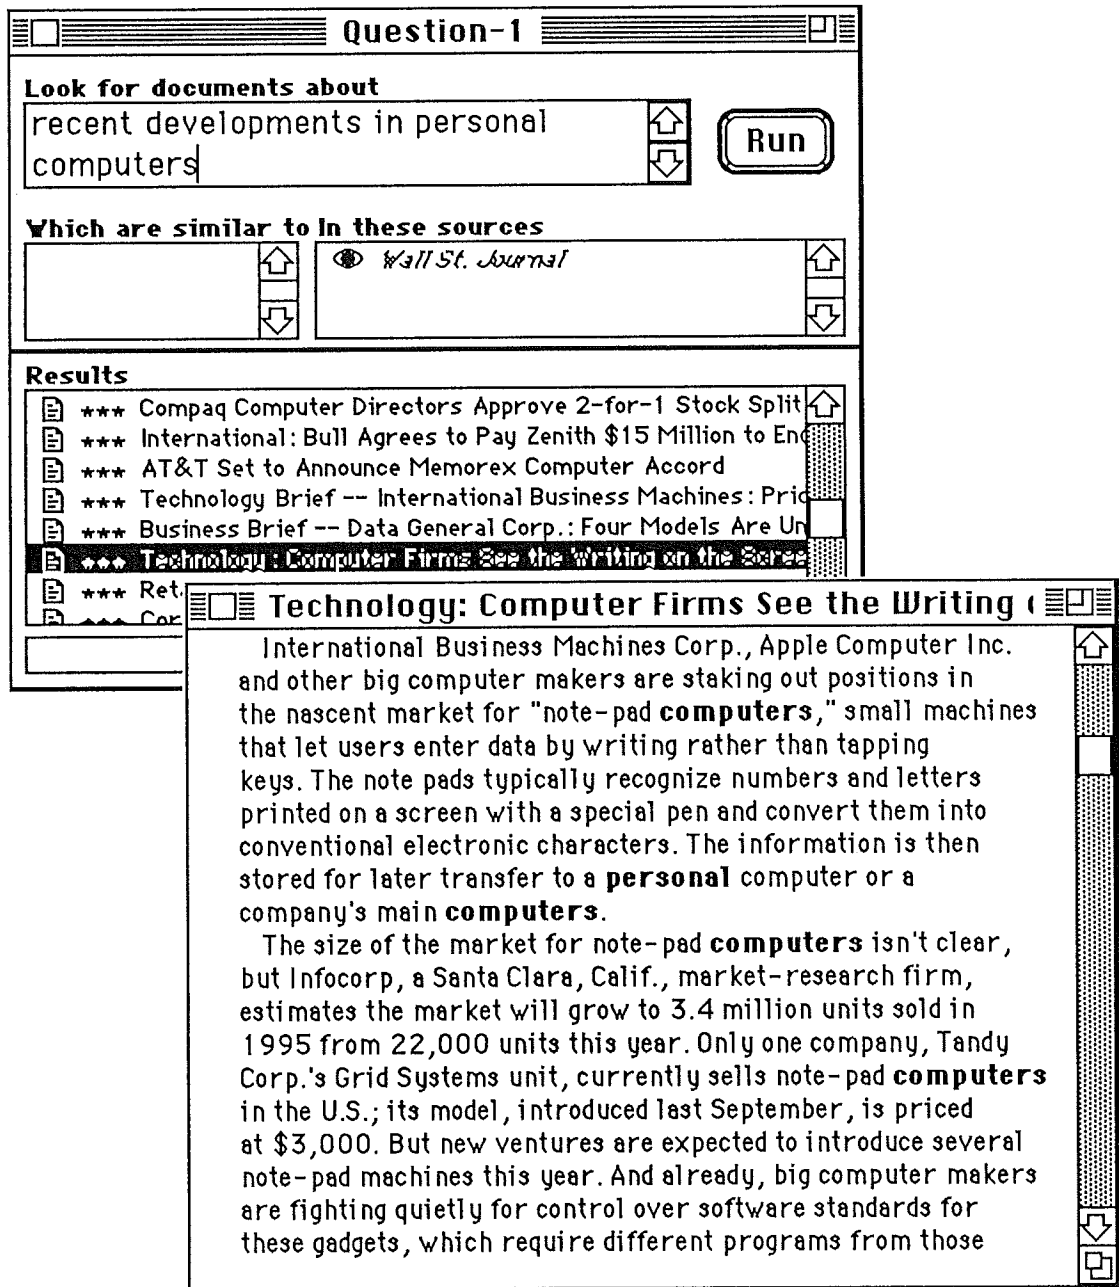 Question-1
Look for documents about
recent developments in personal
computers
Run
Which are similar to In these sources
Wall St. Journal
Results
*** Compaq Computer Directors Approve 2-for-1 Stock Split
*** International: Bull Agrees to Pay Zenith $15 Million to
*** AT&T Set to Announce Memorex Computer Accord
*** Technology Brief -- International Business Machines:
*** Business Brief -- Data General Corp.: Four Models Are
*** Technology: Computer Firms See the Writing on the
***
Technology: Computer Firms See the Writing
International Business Machines Corp., Apple Computer Inc.
and other big computer makers are staking out positions in
the nascent market for "note-pad computers," small machines
that let users enter data by writing rather than tapping
keys. The note pads typically recognize numbers and letters
printed on a screen with a special pen and convert them into
conventional electronic characters. The information is then
stored for later transfer to a personal computer or a
company's main computers.
The size of the market for note-pad computers isn't clear,
but Infocorp, a Santa Clara, Calif., market-research firm,
estimates the market will grow to 3.4 million units sold in
1995 from 22,000 units this year. Only one company, Tandy
Corp.'s Grid Systems unit, currently sells note-pad computers
in the U.S.; its model, introduced last September, is priced
at $3,000. But new ventures are expected to introduce several
note-pad machines this year. And already, big computer makers
are fighting quietly for control over software standards for
these gadgets, which require different programs from those